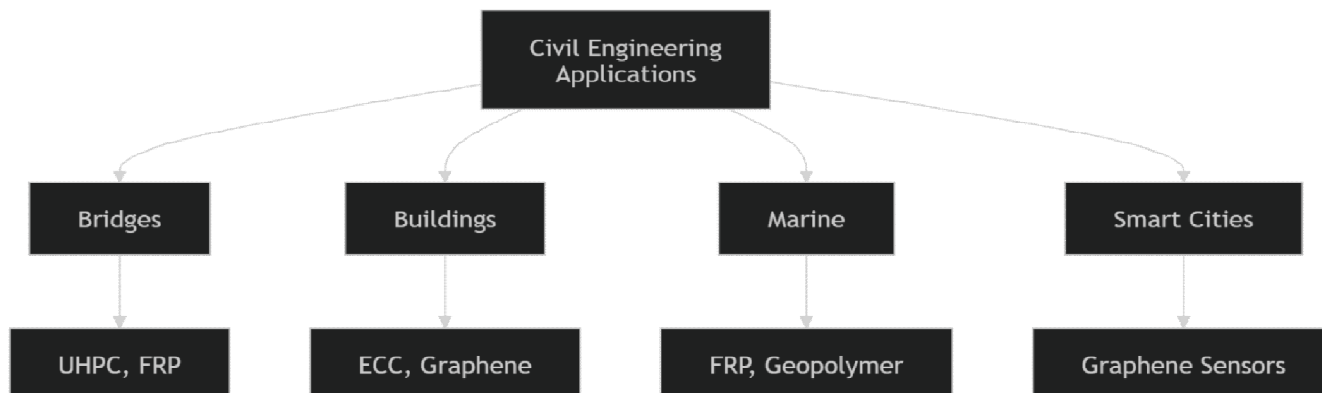 Civil Engineering
Applications
Bridges
Buildings
Marine
Smart Cities
UHPC, FRP
ECC, Graphene
FRP, Geopolymer
Graphene Sensors